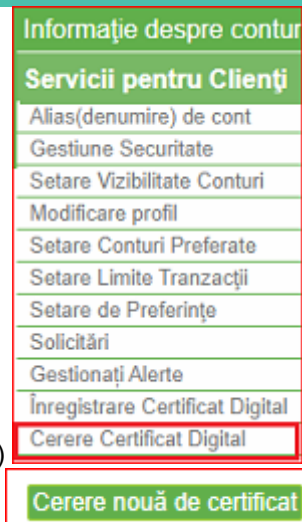 Informaţie despre contur
Servicii pentru Clienţi
Alias(denumire) de cont
Gestiune Securitate
Setare Vizibilitate Conturi
Modificare profil
Setare Conturi Preferate
Setare Limite Tranzacţii
Setare de Preferinţe
Solicitări
Gestionați Alerte
Înregistrare Certificat Digital
Cerere Certificat Digital
)
Cerere nouă de certificat